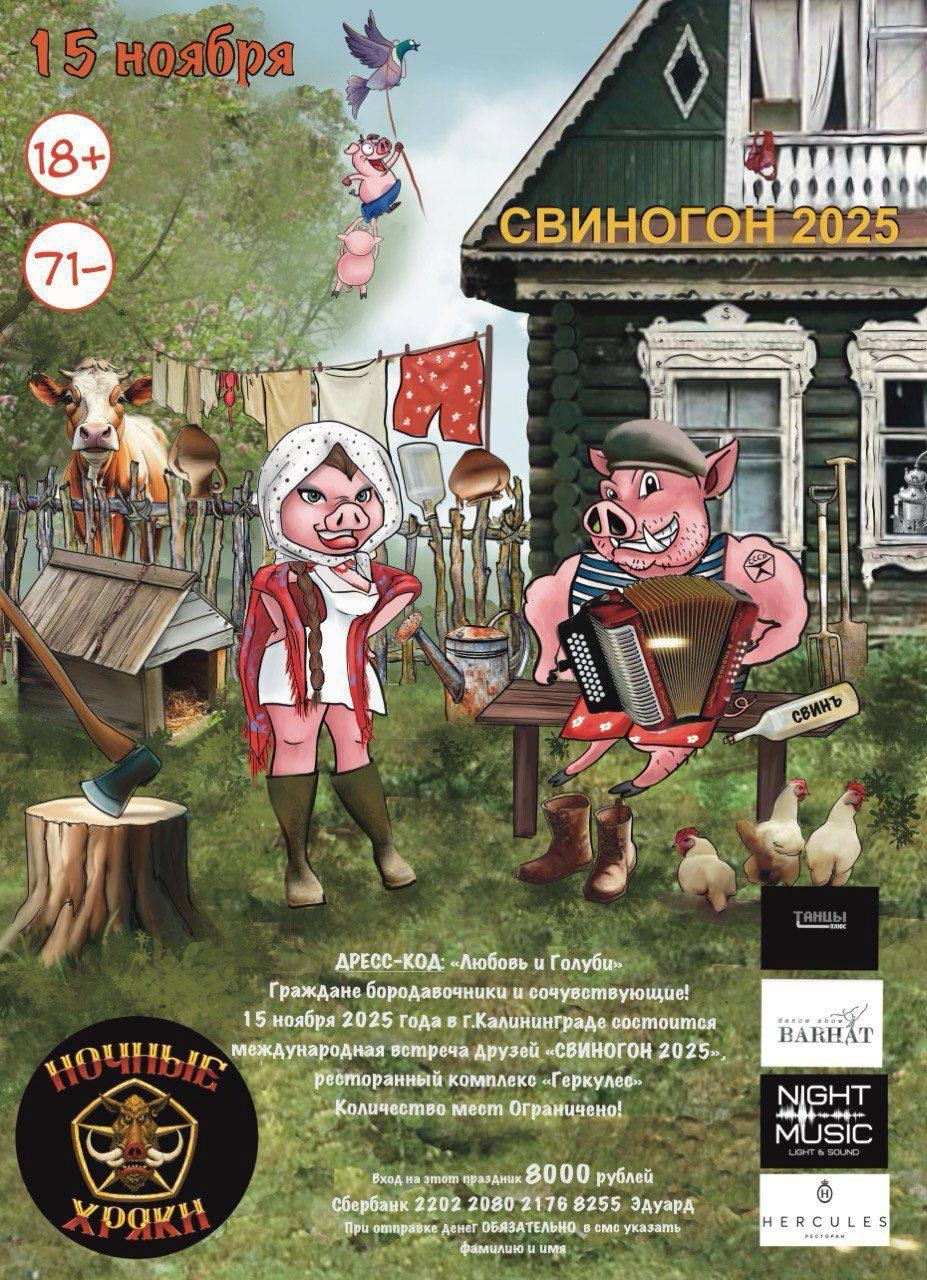 15 ноября
18+
71-
СВИНОГОН 2025
СССР
СВИНЪ
ТАНЦЫ
ПЛЮС
ДРЕСС-КОД: «Любовь и Голуби»
Граждане бородавочники и сочувствующие!
15 ноября 2025 года в г.Калининграде состоится
международная встреча друзей «СВИНОГОН 2025»,
ресторанный комплекс «Геркулес»
Количество мест Ограничено!
dance show
BARHAT
NIGHT
MUSIC
LIGHT & SOUND
НОЧНЫЕ
ХРЯКИ
Вход на этот праздник 8000 рублей
Сбербанк 2202 2080 2176 8255 Эдуард
При отправке денег ОБЯЗАТЕЛЬНО в смс указать
фамилию и имя
H
HERCULES
РЕСТОРАН